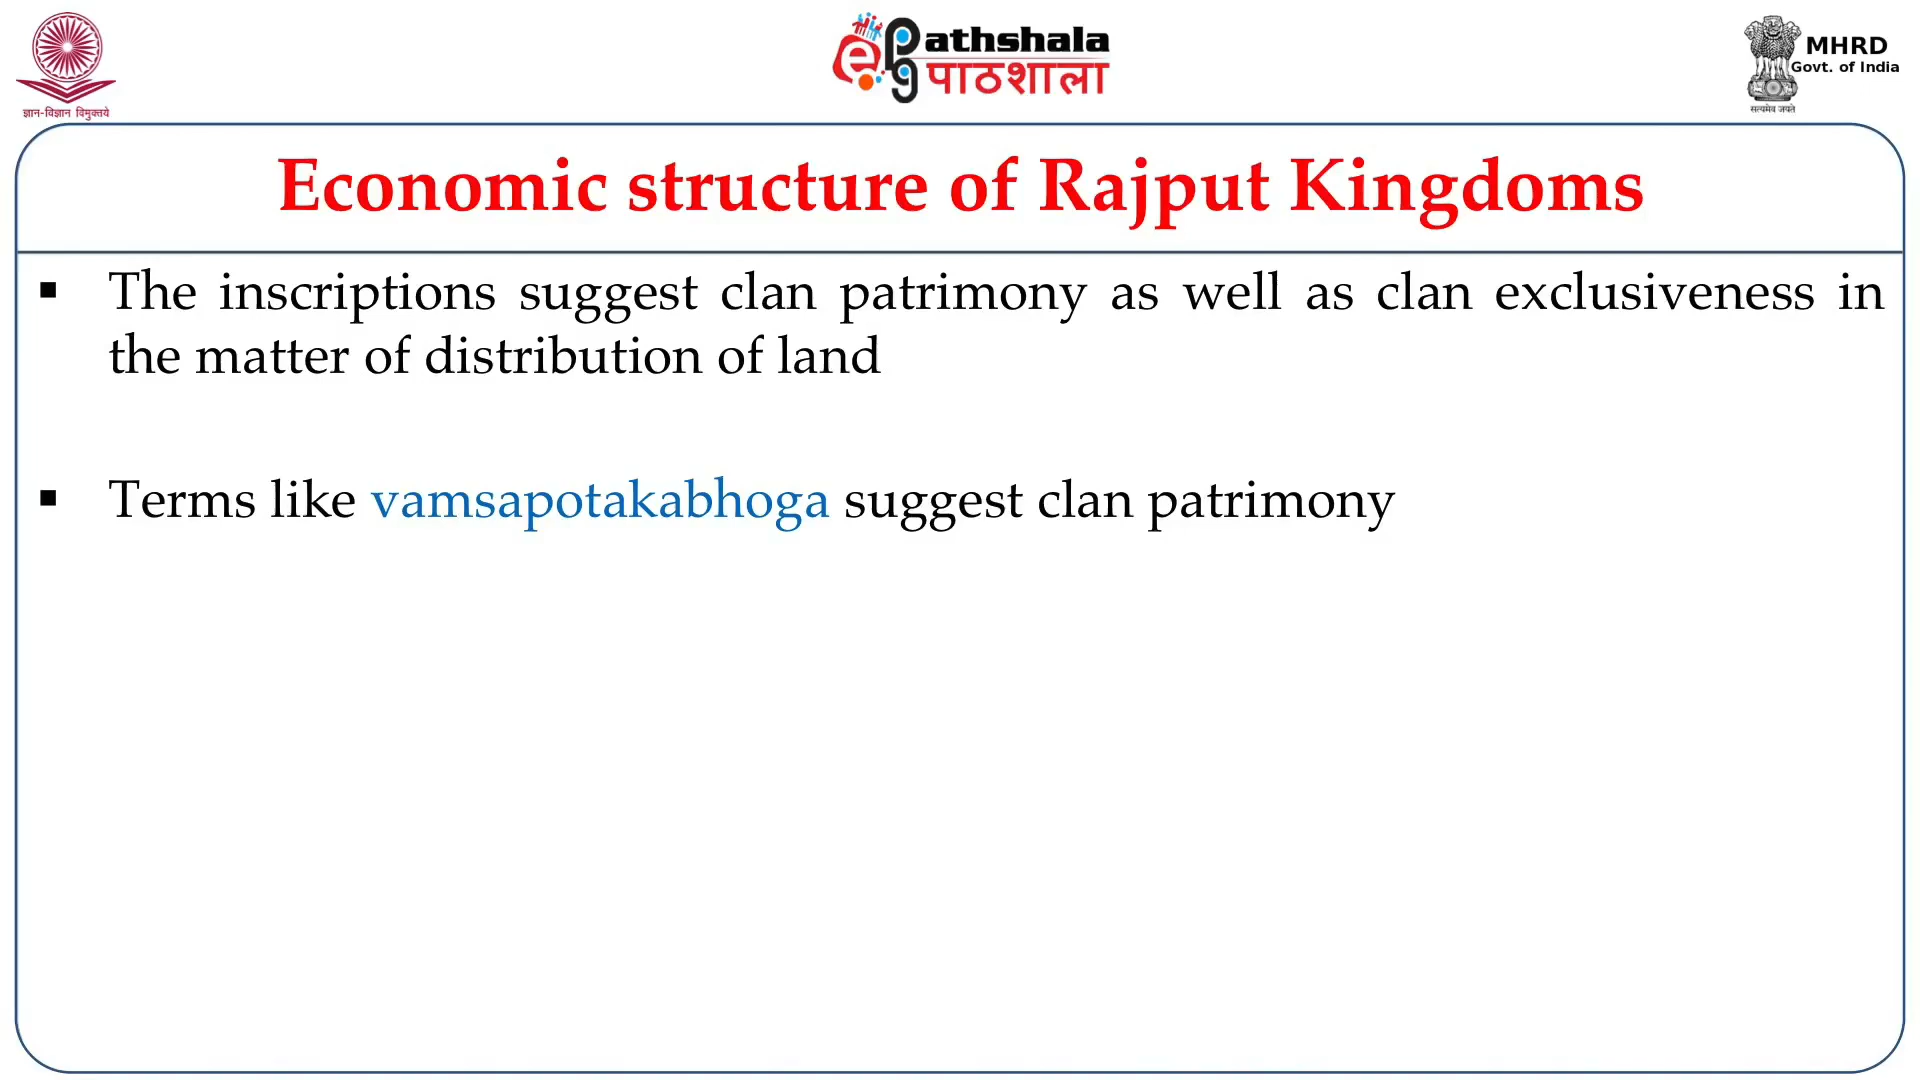 ज्ञान-विज्ञान विमुक्तये
ePathshala
पाठशाला
MHRD
Govt. of India
सत्यमेव जयते
Economic structure of Rajput Kingdoms
▪ The inscriptions suggest clan patrimony as well as clan exclusiveness in
the matter of distribution of land
▪ Terms like vamsapotakabhoga suggest clan patrimony